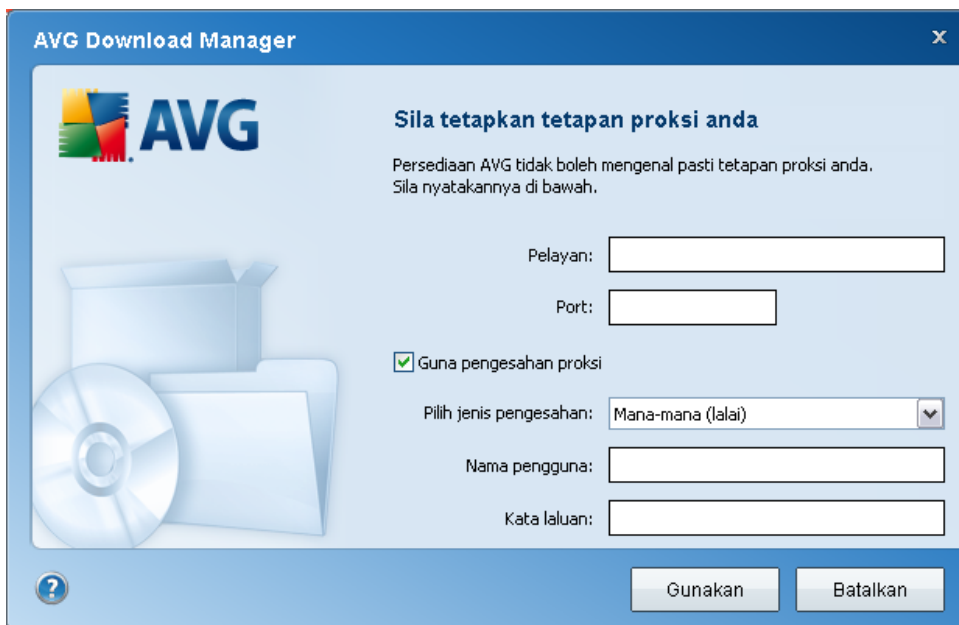 AVG Download Manager
x
AVG
Sila tetapkan tetapan proksi anda
Persediaan AVG tidak boleh mengenal pasti tetapan proksi anda.
Sila nyatakannya di bawah.
Pelayan:
Port:
Guna pengesahan proksi
Pilih jenis pengesahan: Mana-mana (lalai)
Nama pengguna:
Kata laluan:
?
Gunakan Batalkan